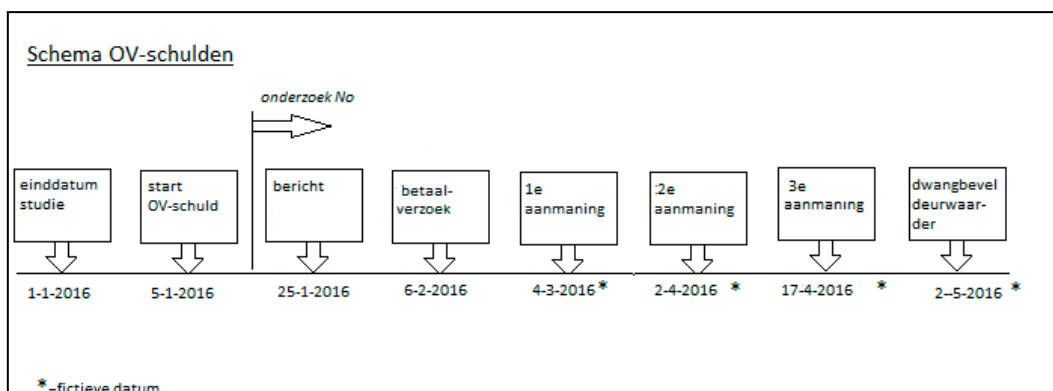 Schema OV-schulden
onderzoek No
einddatum
studie
start
OV-schuld
bericht
betaal-
verzoek
1e
aanmaning
2e
aanmaning
3e
aanmaning
dwangbevel
deurwaar-
der
1-1-2016
5-1-2016
25-1-2016
6-2-2016
4-3-2016*
2-4-2016 *
17-4-2016 *
2--5-2016 *
*=fictieve datum